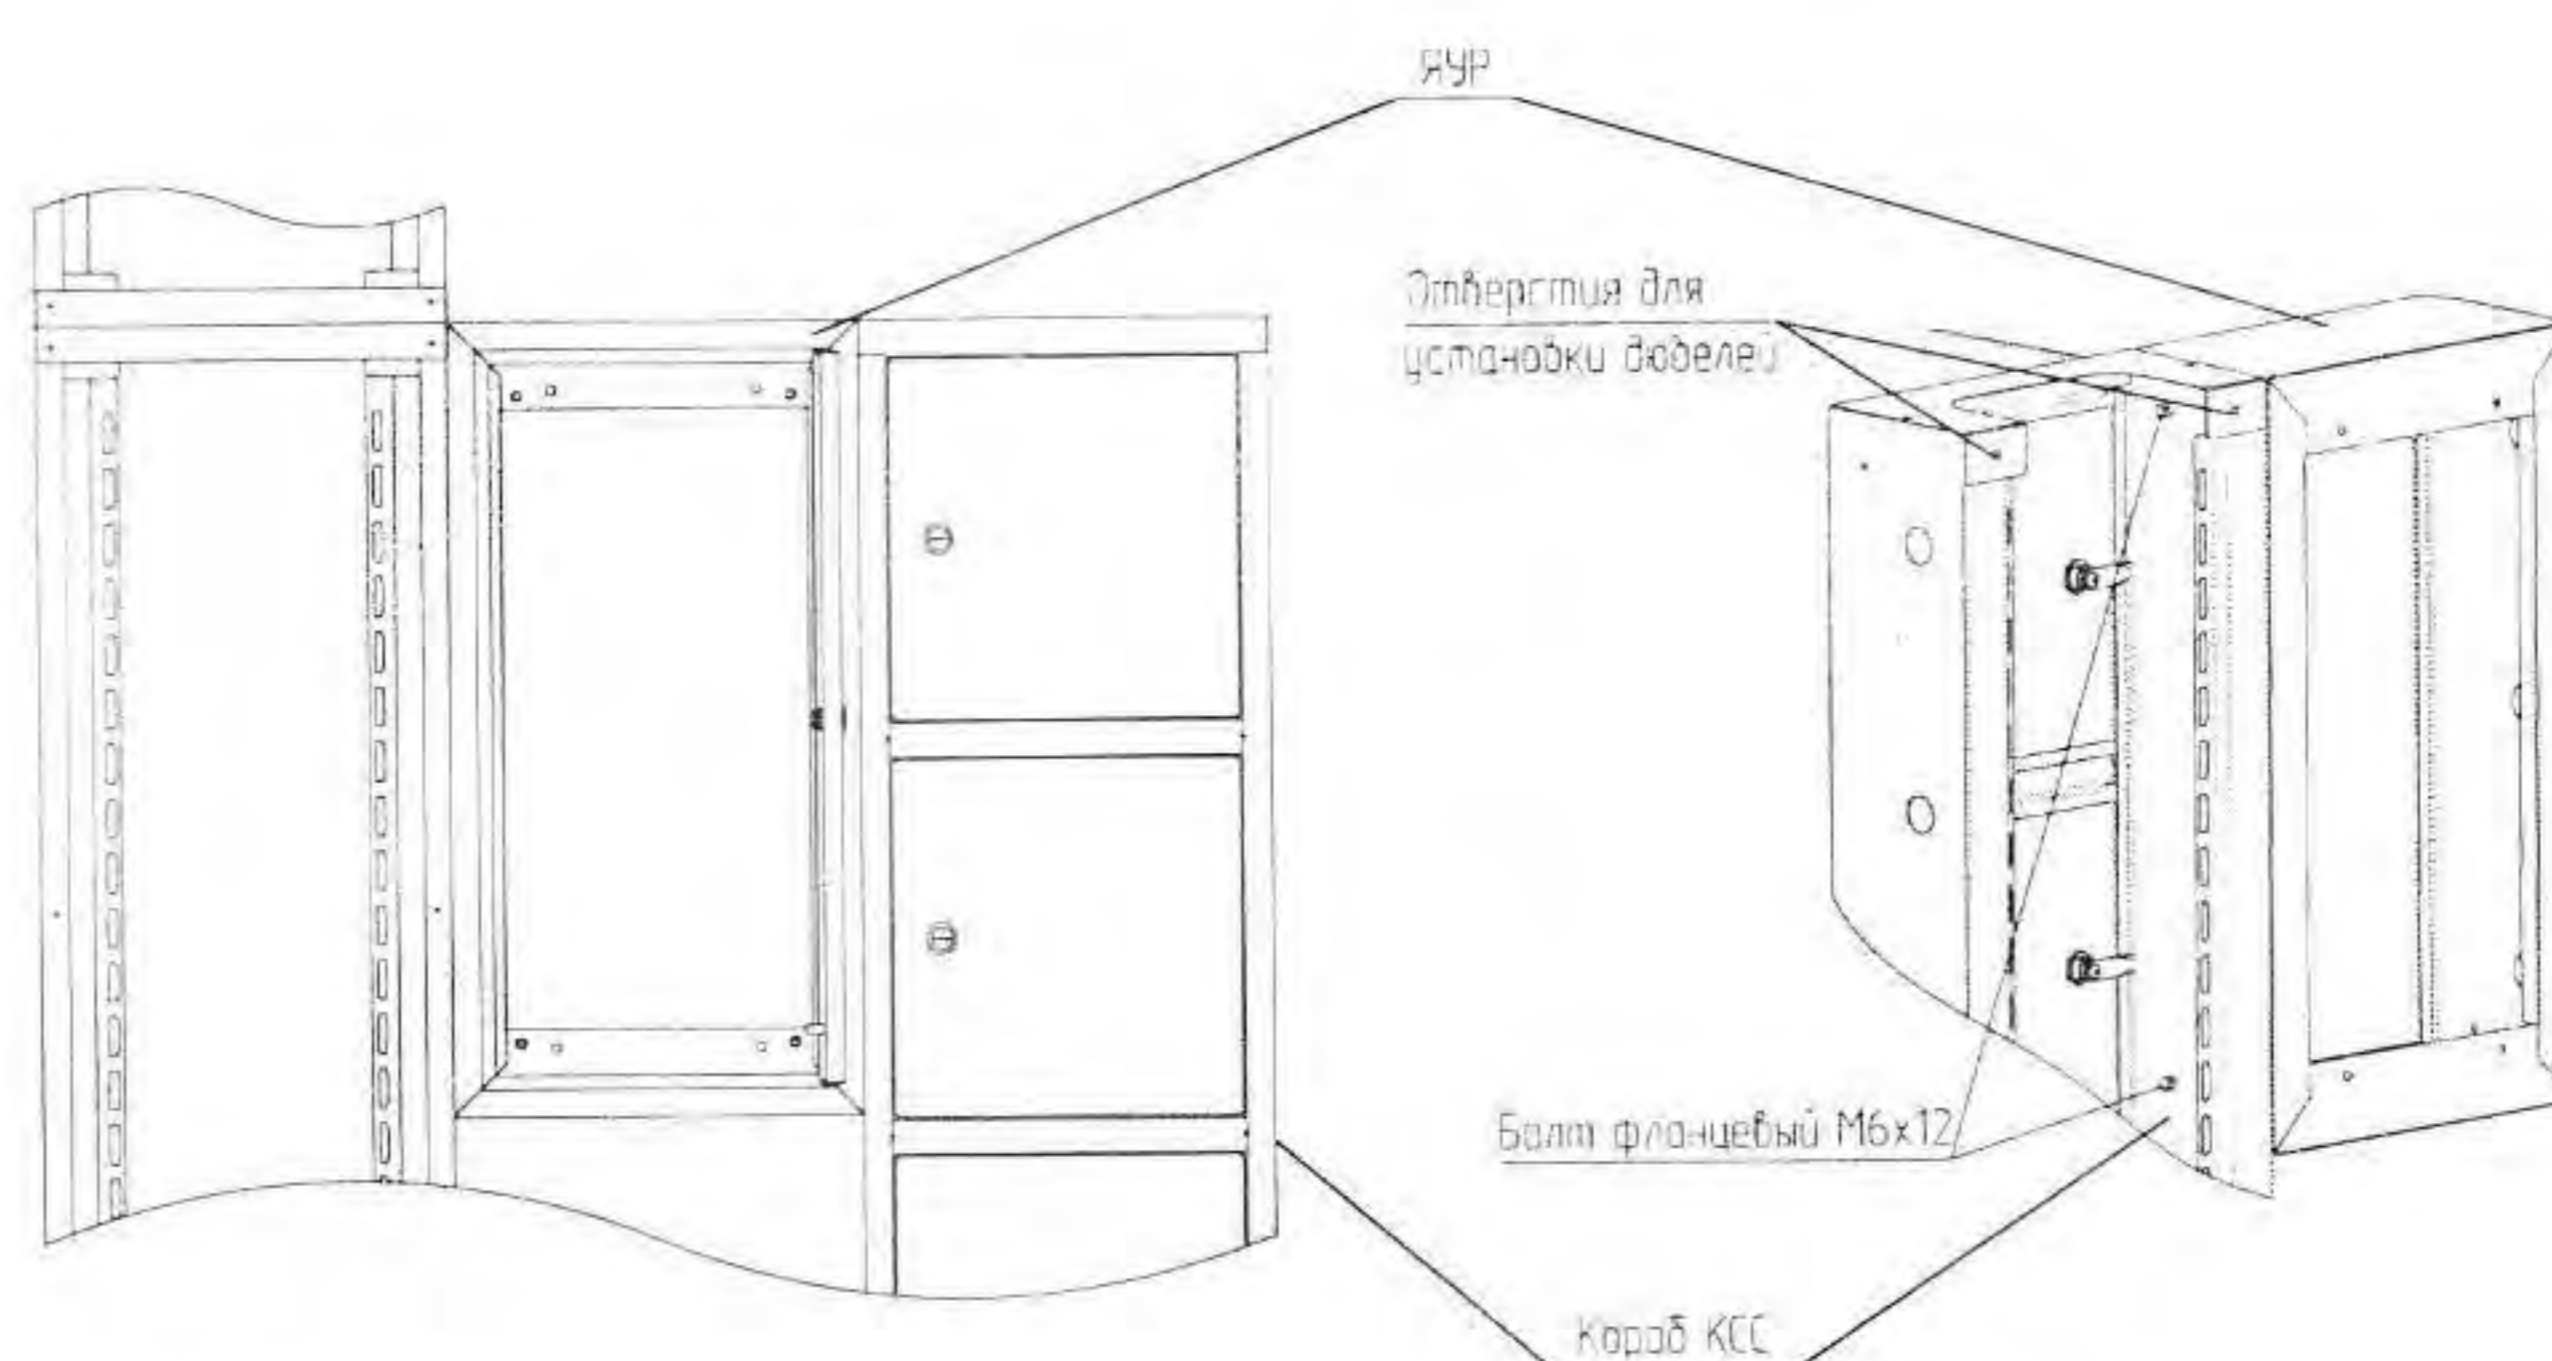 ЯУР
Отверстия для
установки дюбелей
Болт фланцевый М6х12
Короб КСС